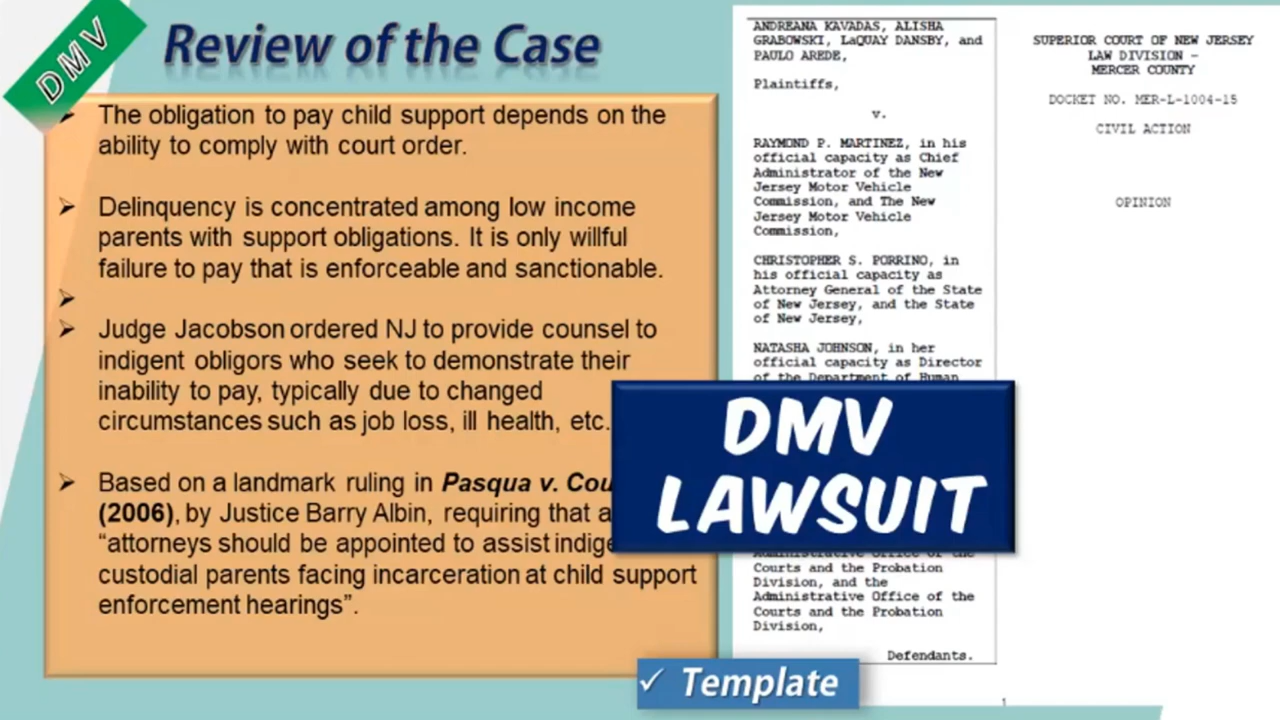 DMV
Review of the Case
The obligation to pay child support depends on the
ability to comply with court order.
Delinquency is concentrated among low income
parents with support obligations. It is only willful
failure to pay that is enforceable and sanctionable.
Judge Jacobson ordered NJ to provide counsel to
indigent obligors who seek to demonstrate their
inability to pay, typically due to changed
circumstances such as job loss, ill health, etc.
Based on a landmark ruling in Pasqua v. Cou
(2006), by Justice Barry Albin, requiring that a
“attorneys should be appointed to assist indige
custodial parents facing incarceration at child support
enforcement hearings”.
ANDREANA KAVADAS, ALISHA
GRABOWSKI, LaQUAY DANSBY, and
PAULO AREDE,
Plaintiffs,
v.
RAYMOND P. MARTINEZ, in his
official capacity as Chief
Administrator of the New
Jersey Motor Vehicle
Commission, and The New
Jersey Motor Vehicle
Commission,
CHRISTOPHER S. PORRINO, in
his official capacity as
Attorney General of the State
of New Jersey, and the State
of New Jersey,
NATASHA JOHNSON, in her
official capacity as Director
of the Department of Human
DMV
LAWSUIT
Administrative Office of the
Courts and the Probation
Division, and the
Administrative Office of the
Courts and the Probation
Division,
Defendants.
SUPERIOR COURT OF NEW JERSEY
LAW DIVISION –
MERCER COUNTY
DOCKET NO. MER-L-1004-15
CIVIL ACTION
OPINION
✓ Template
1